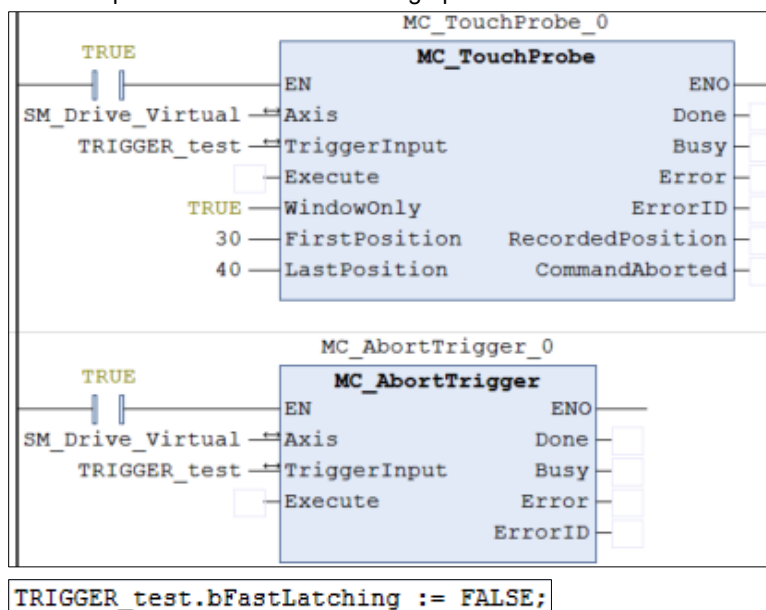 MC_TouchProbe_0
TRUE MC_TouchProbe
EN ENO
SM_Drive_Virtual Axis Done
TRIGGER_test TriggerInput Busy
Execute Error
TRUE WindowOnly ErrorID
30 FirstPosition RecordedPosition
40 LastPosition CommandAborted
MC_AbortTrigger_0
TRUE MC_AbortTrigger
EN ENO
SM_Drive_Virtual Axis Done
TRIGGER_test TriggerInput Busy
Execute Error
ErrorID
TRIGGER_test.bFastLatching := FALSE;